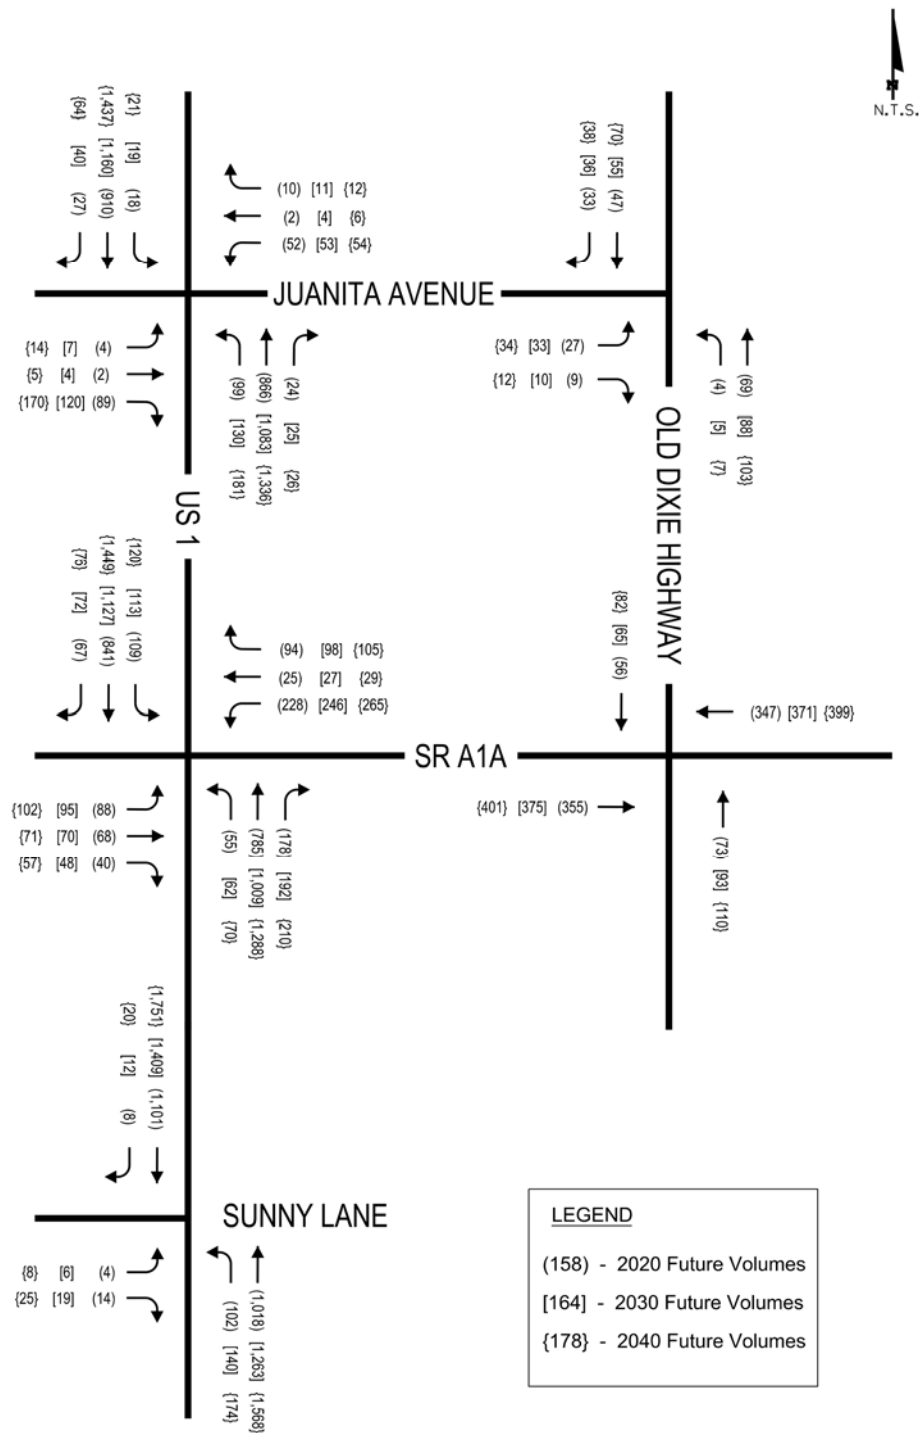 N
N.T.S.
{64} [40] (27)
{1,437} [1,160] (910)
{21} [19] (18)
(10) [11] {12}
(2) [4] {6}
(52) [53] {54}
{38} [36] (33)
{70} [55] (47)
JUANITA AVENUE
{14} [7] (4)
{5} [4] (2)
{170} [120] (89)
(99) [130] {181}
(866) [1,083] {1,336}
(24) [25] {26}
{34} [33] (27)
{12} [10] (9)
(4) [5] {7}
(69) [88] {103}
US 1
OLD DIXIE HIGHWAY
{76} [72] (67)
{1,449} [1,127] (841)
{120} [113] (109)
(94) [98] {105}
(25) [27] {29}
(228) [246] {265}
{82} [65] (56)
(347) [371] {399}
SR A1A
{102} [95] (88)
{71} [70] (68)
{57} [48] (40)
(55) [62] {70}
(785) [1,009] {1,288}
(178) [192] {210}
{401} [375] (355)
(73) [93] {110}
{20} [12] (8)
{1,751} [1,409] (1,101)
SUNNY LANE
{8} [6] (4)
{25} [19] (14)
(102) [140] {174}
(1,018) [1,263] {1,568}
LEGEND
(158) - 2020 Future Volumes
[164] - 2030 Future Volumes
{178} - 2040 Future Volumes